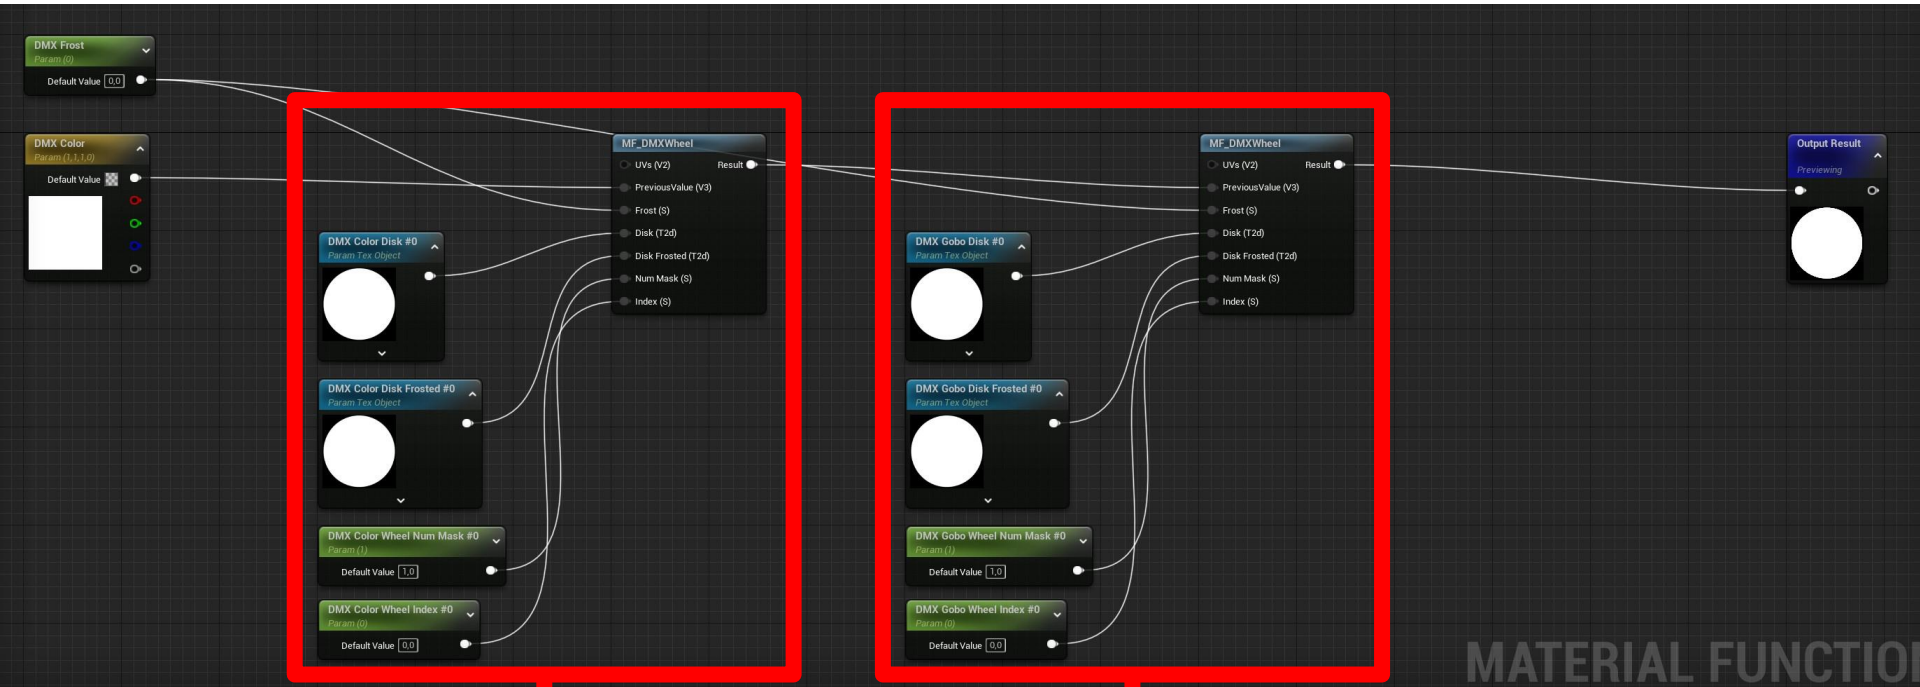 DMX Frost
Param (0)
Default Value 0,0
DMX Color
Param (1,1,1,0)
Default Value
MF_DMXWheel
UVs (V2) Result
PreviousValue (V3)
Frost (S)
Disk (T2d)
Disk Frosted (T2d)
Num Mask (S)
Index (S)
DMX Color Disk #0
Param Tex Object
DMX Color Disk Frosted #0
Param Tex Object
DMX Color Wheel Num Mask #0
Param (1)
Default Value 1,0
DMX Color Wheel Index #0
Param (0)
Default Value 0,0
MF_DMXWheel
UVs (V2) Result
PreviousValue (V3)
Frost (S)
Disk (T2d)
Disk Frosted (T2d)
Num Mask (S)
Index (S)
DMX Gobo Disk #0
Param Tex Object
DMX Gobo Disk Frosted #0
Param Tex Object
DMX Gobo Wheel Num Mask #0
Param (1)
Default Value 1,0
DMX Gobo Wheel Index #0
Param (0)
Default Value 0,0
Output Result
Previewing
MATERIAL FUNCTIO